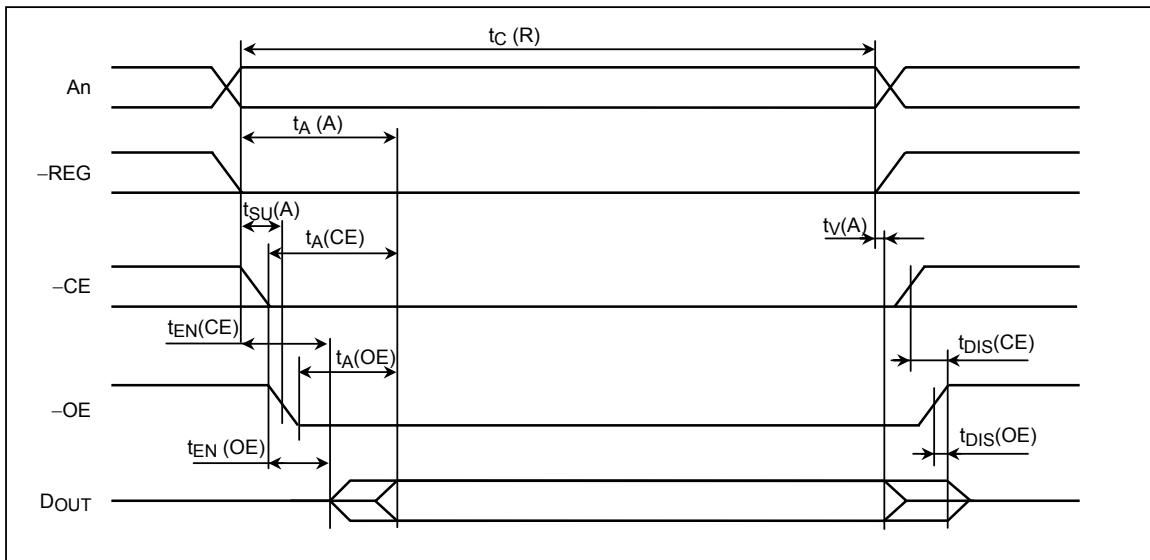 tC (R)
An
tA (A)
–REG
tSU(A)
tA(CE)
tV(A)
–CE
tEN(CE)
tA(OE)
tDIS(CE)
–OE
tEN (OE)
tDIS(OE)
DOUT